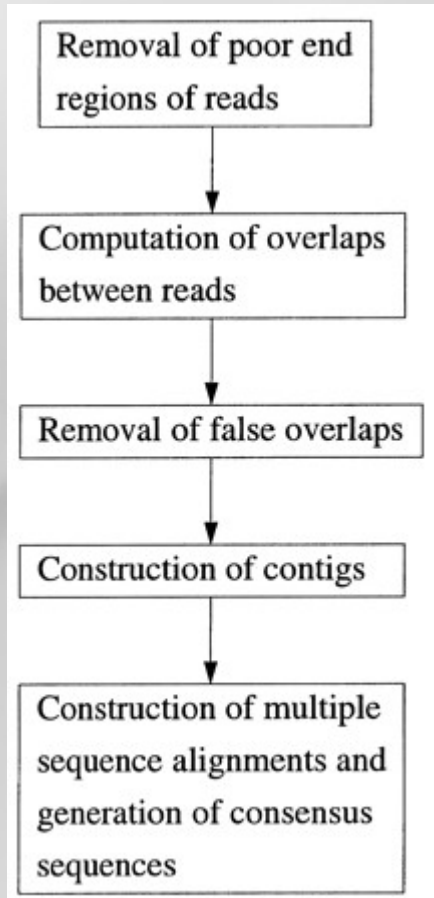 Removal of poor end
regions of reads
Computation of overlaps
between reads
Removal of false overlaps
Construction of contigs
Construction of multiple
sequence alignments and
generation of consensus
sequences